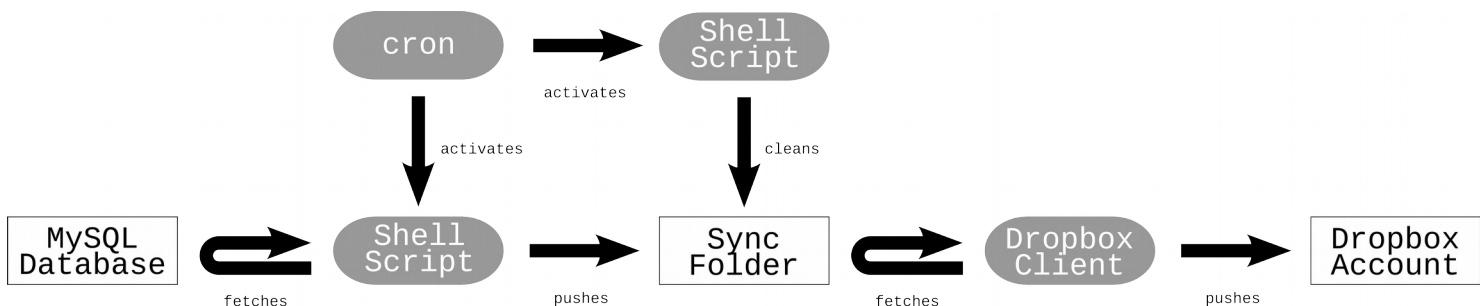 cron
Shell
Script
activates
activates
cleans
MySQL
Database
fetches
Shell
Script
pushes
Sync
Folder
fetches
Dropbox
Client
pushes
Dropbox
Account